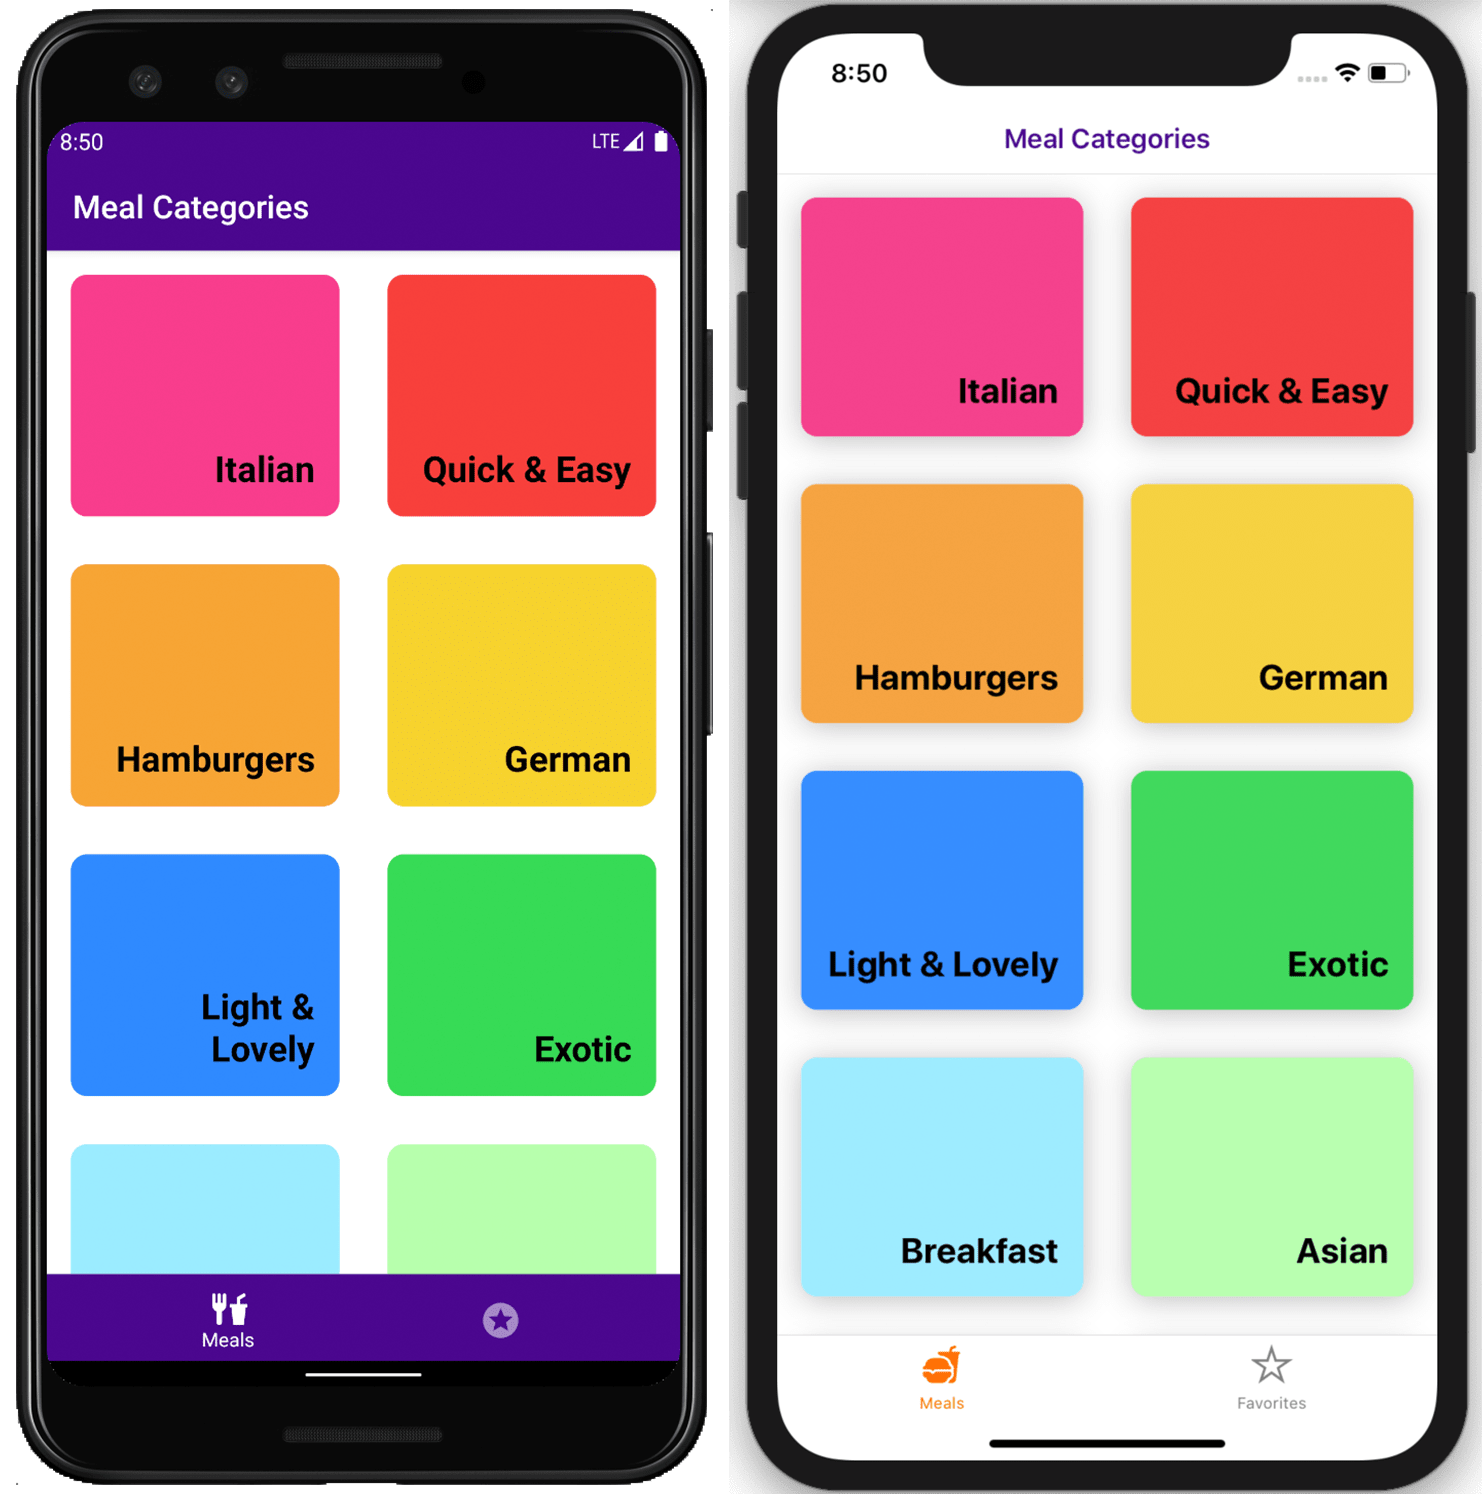 8:50
LTE
Meal Categories
Italian
Quick & Easy
Hamburgers
German
Light &
Lovely
Exotic
Meals
8:50
Meal Categories
Italian
Quick & Easy
Hamburgers
German
Light & Lovely
Exotic
Breakfast
Asian
Meals
Favorites